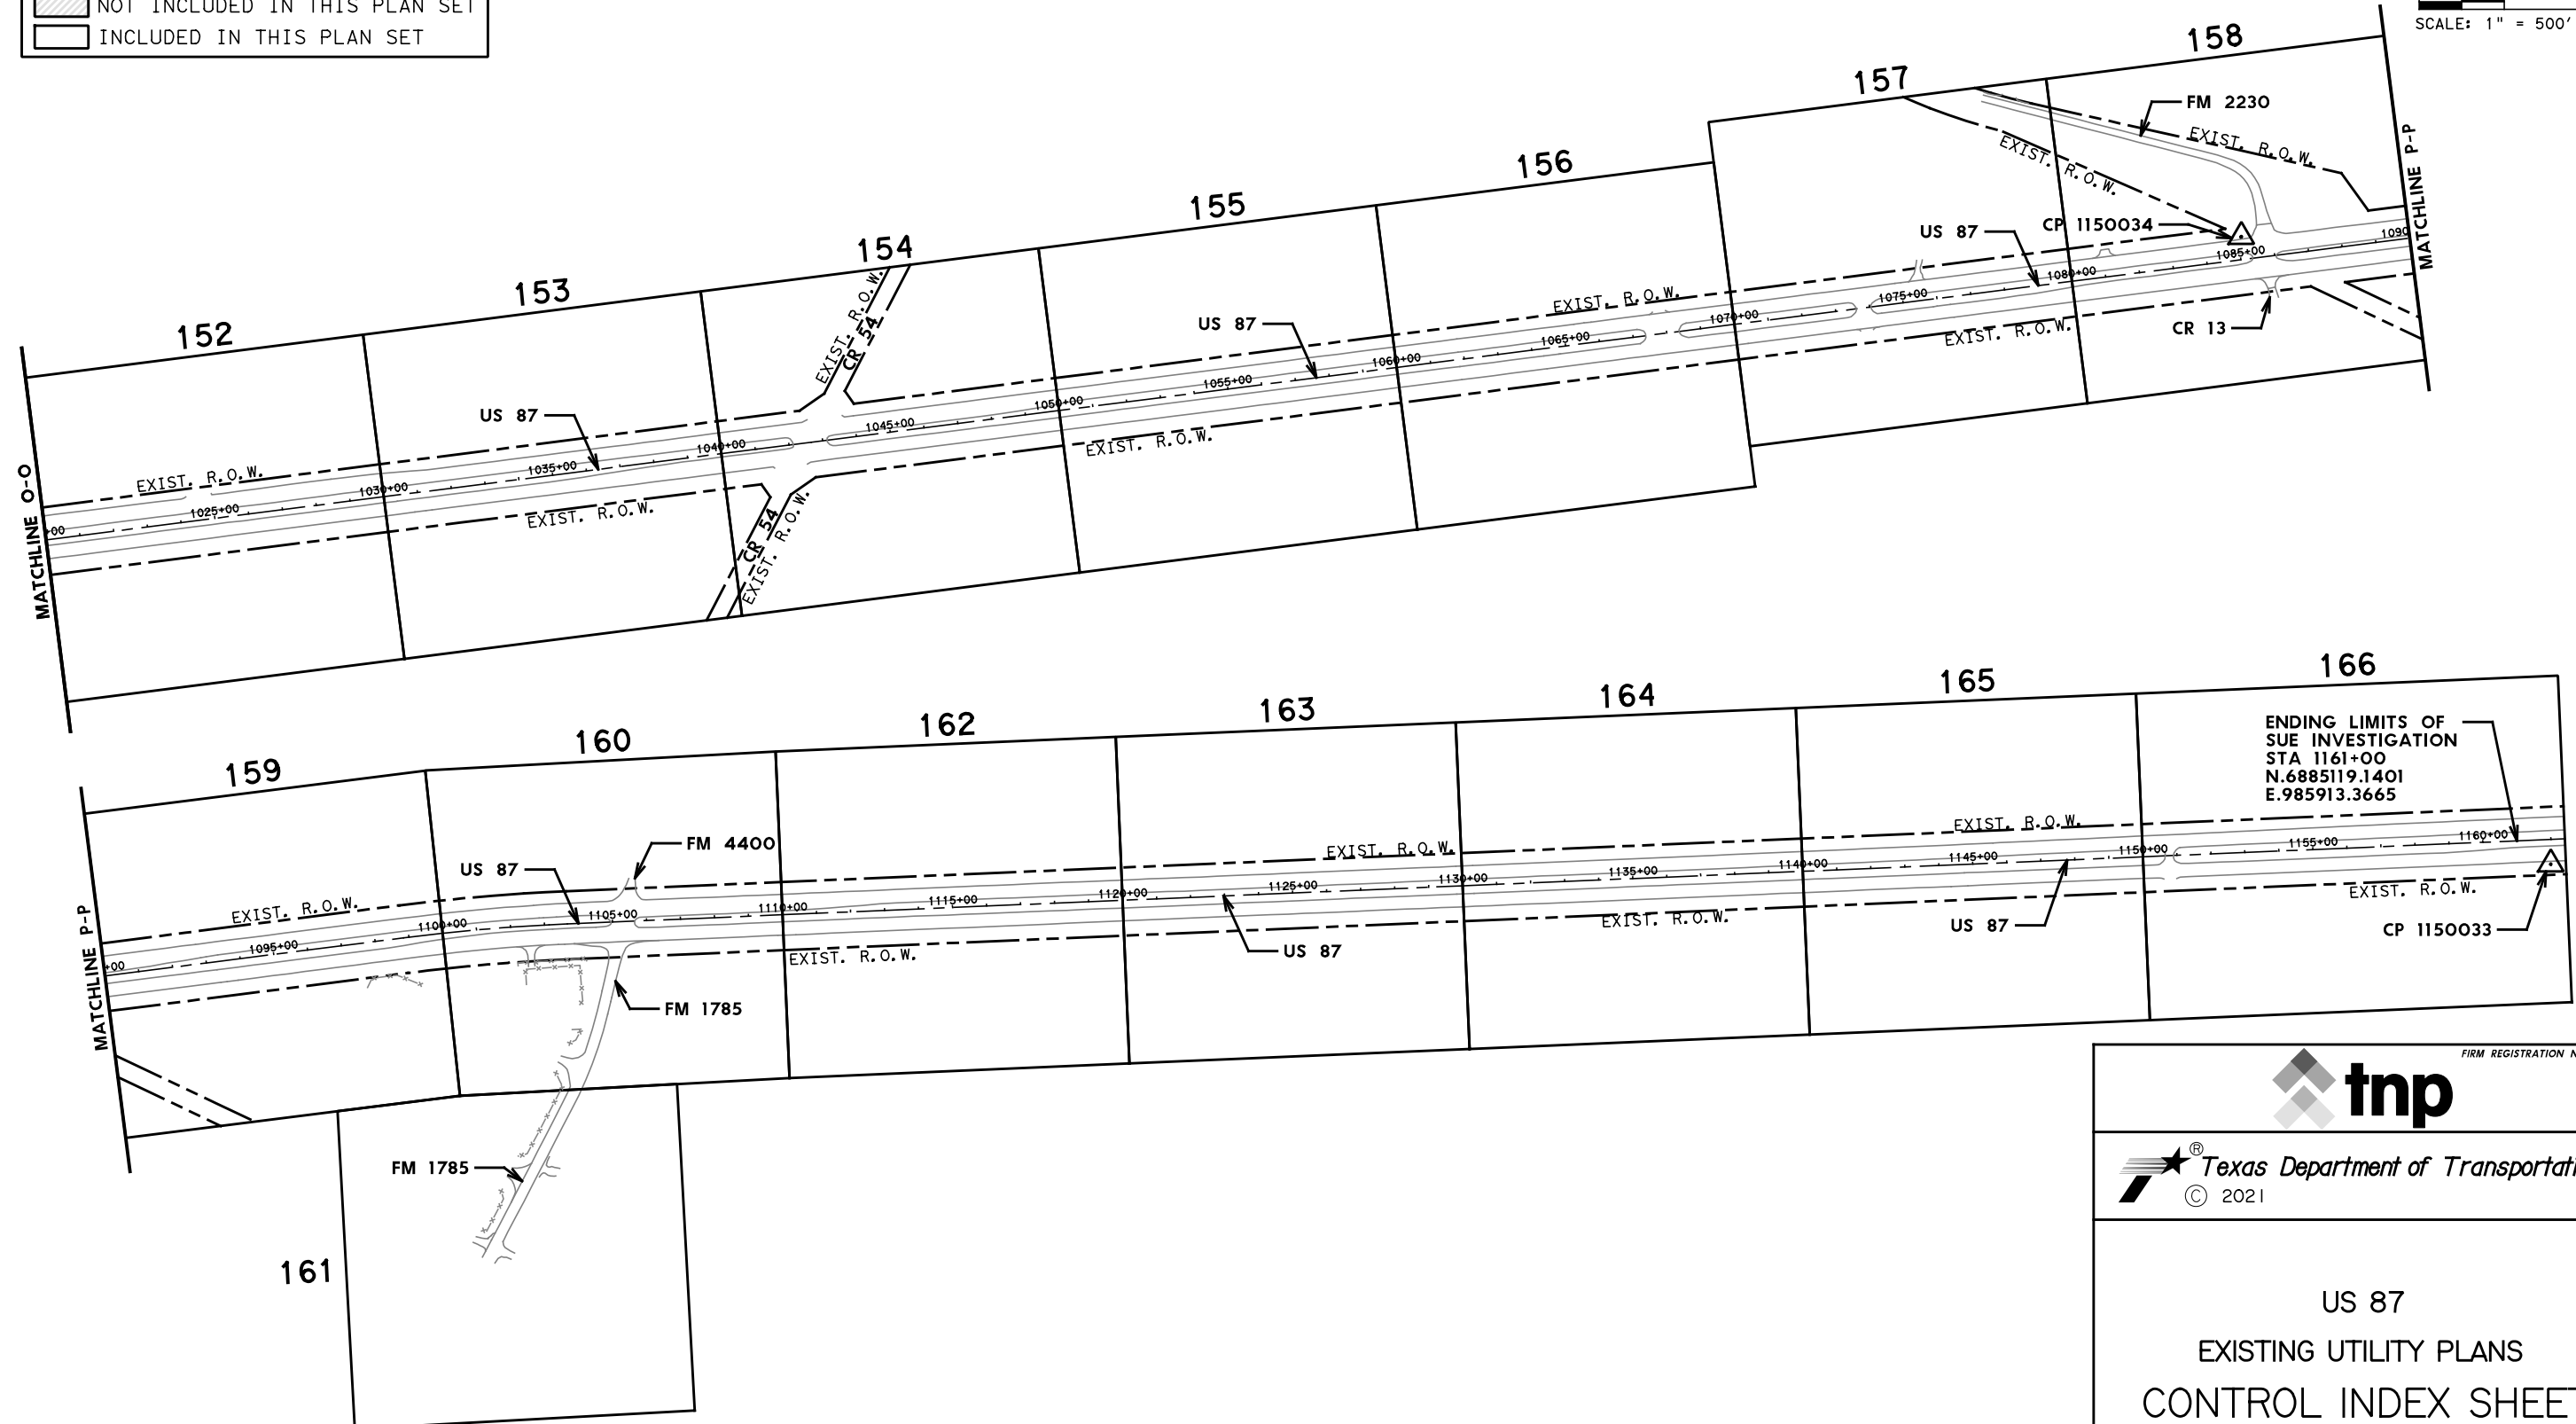 NOT INCLUDED IN THIS PLAN SET
INCLUDED IN THIS PLAN SET
SCALE: 1" = 500'
158
157
FM 2230
EXIST. R.O.W.
EXIST. R.O.W.
MATCHLINE P-P
156
155
154
153
152
CP 1150034
US 87
1090
1085+00
1080+00
1075+00
1070+00
1065+00
1060+00
1055+00
1050+00
1045+00
1040+00
1035+00
1030+00
1025+00
+00
EXIST. R.O.W.
EXIST. R.O.W.
CR 13
US 87
EXIST. R.O.W.
CR 54
EXIST. R.O.W.
US 87
EXIST. R.O.W.
EXIST. R.O.W.
CR 54
EXIST. R.O.W.
MATCHLINE O-O
166
165
164
163
162
160
159
ENDING LIMITS OF
SUE INVESTIGATION
STA 1161+00
N.6885119.1401
E.985913.3665
EXIST. R.O.W.
EXIST. R.O.W.
FM 4400
US 87
EXIST. R.O.W.
+00
1095+00
1100+00
1105+00
1110+00
1115+00
1120+00
1125+00
1130+00
1135+00
1140+00
1145+00
1150+00
1155+00
1160+00
EXIST. R.O.W.
EXIST. R.O.W.
EXIST. R.O.W.
US 87
US 87
CP 1150033
MATCHLINE P-P
FM 1785
FM 1785
161
FIRM REGISTRATION
tnp
® Texas Department of
© 2021
US 87
EXISTING UTILITY PLANS
CONTROL INDEX